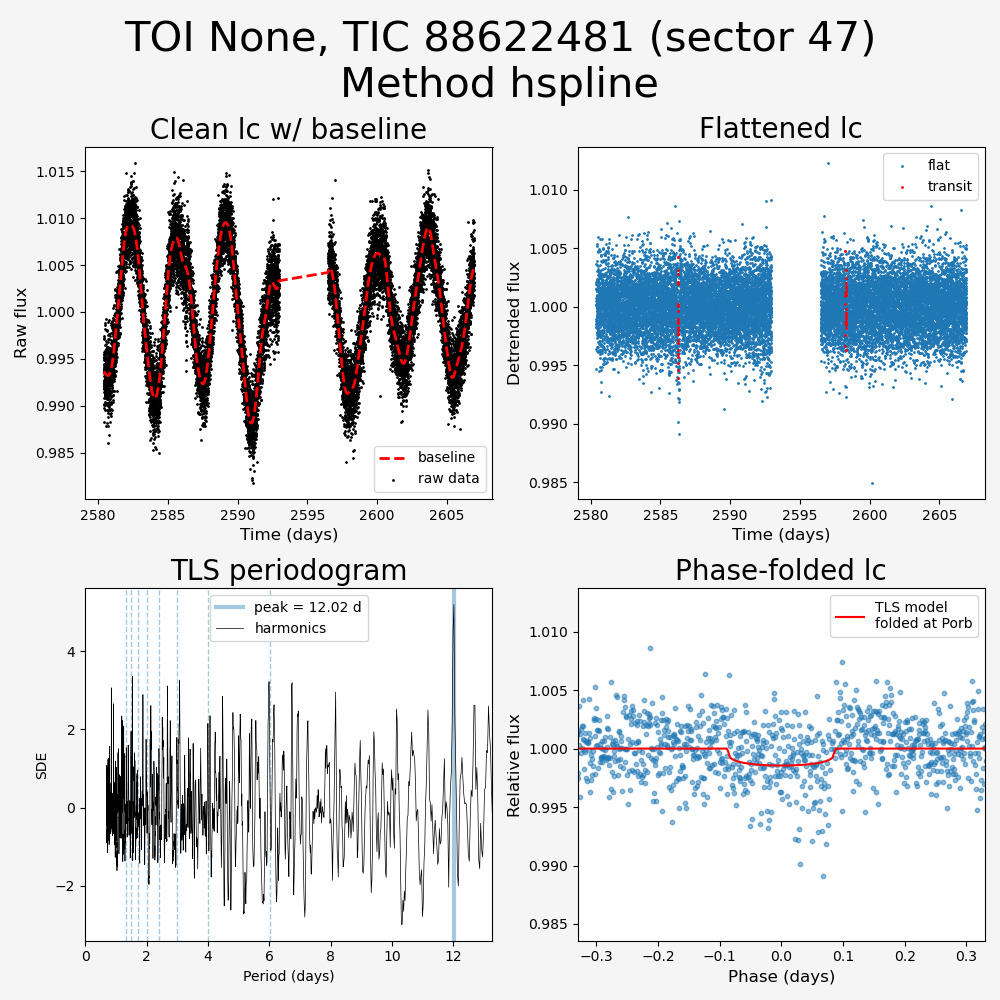 TOI None, TIC 88622481 (sector 47)
Method hspline
Clean lc w/ baseline
Raw flux
1.015
1.010
1.005
1.000
0.995
0.990
0.985
baseline
raw data
2580
2585
2590
2595
2600
2605
Time (days)
Flattened lc
Detrended flux
1.010
1.005
1.000
0.995
0.990
0.985
flat
transit
2580
2585
2590
2595
2600
2605
Time (days)
TLS periodogram
SDE
4
2
0
−2
peak = 12.02 d
harmonics
0
2
4
6
8
10
12
Period (days)
Phase-folded lc
Relative flux
1.010
1.005
1.000
0.995
0.990
0.985
TLS model
folded at Porb
−0.3
−0.2
−0.1
0.0
0.1
0.2
0.3
Phase (days)